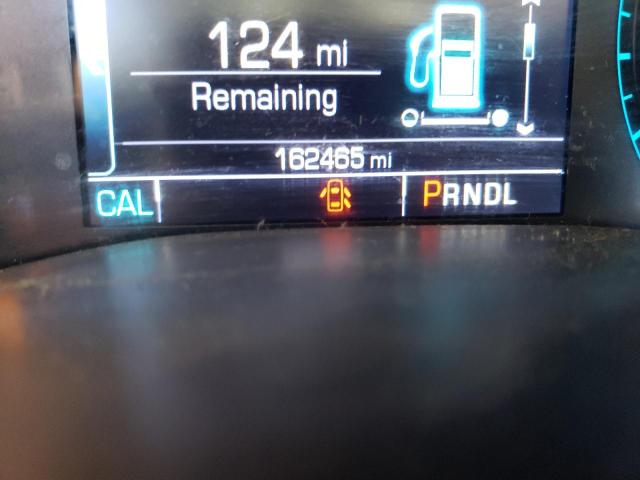 124 mi
Remaining
162465 mi
CAL PRNDL